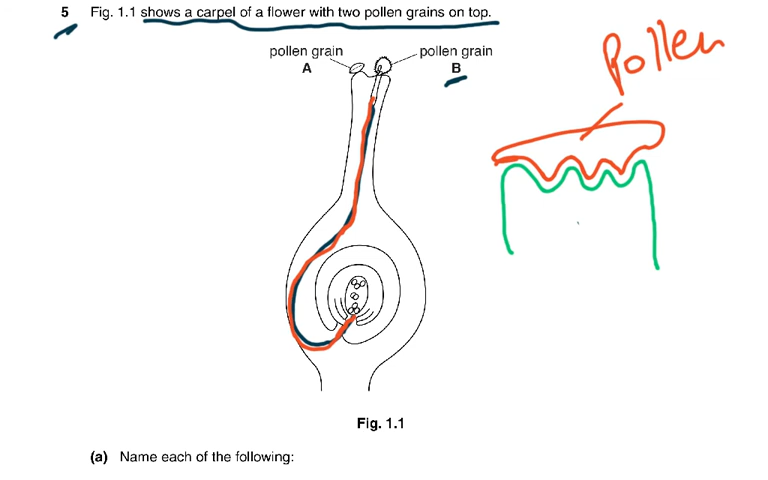 5 Fig. 1.1 shows a carpel of a flower with two pollen grains on top.
pollen grain
A
pollen grain
B
Pollen
Fig. 1.1
(a) Name each of the following: